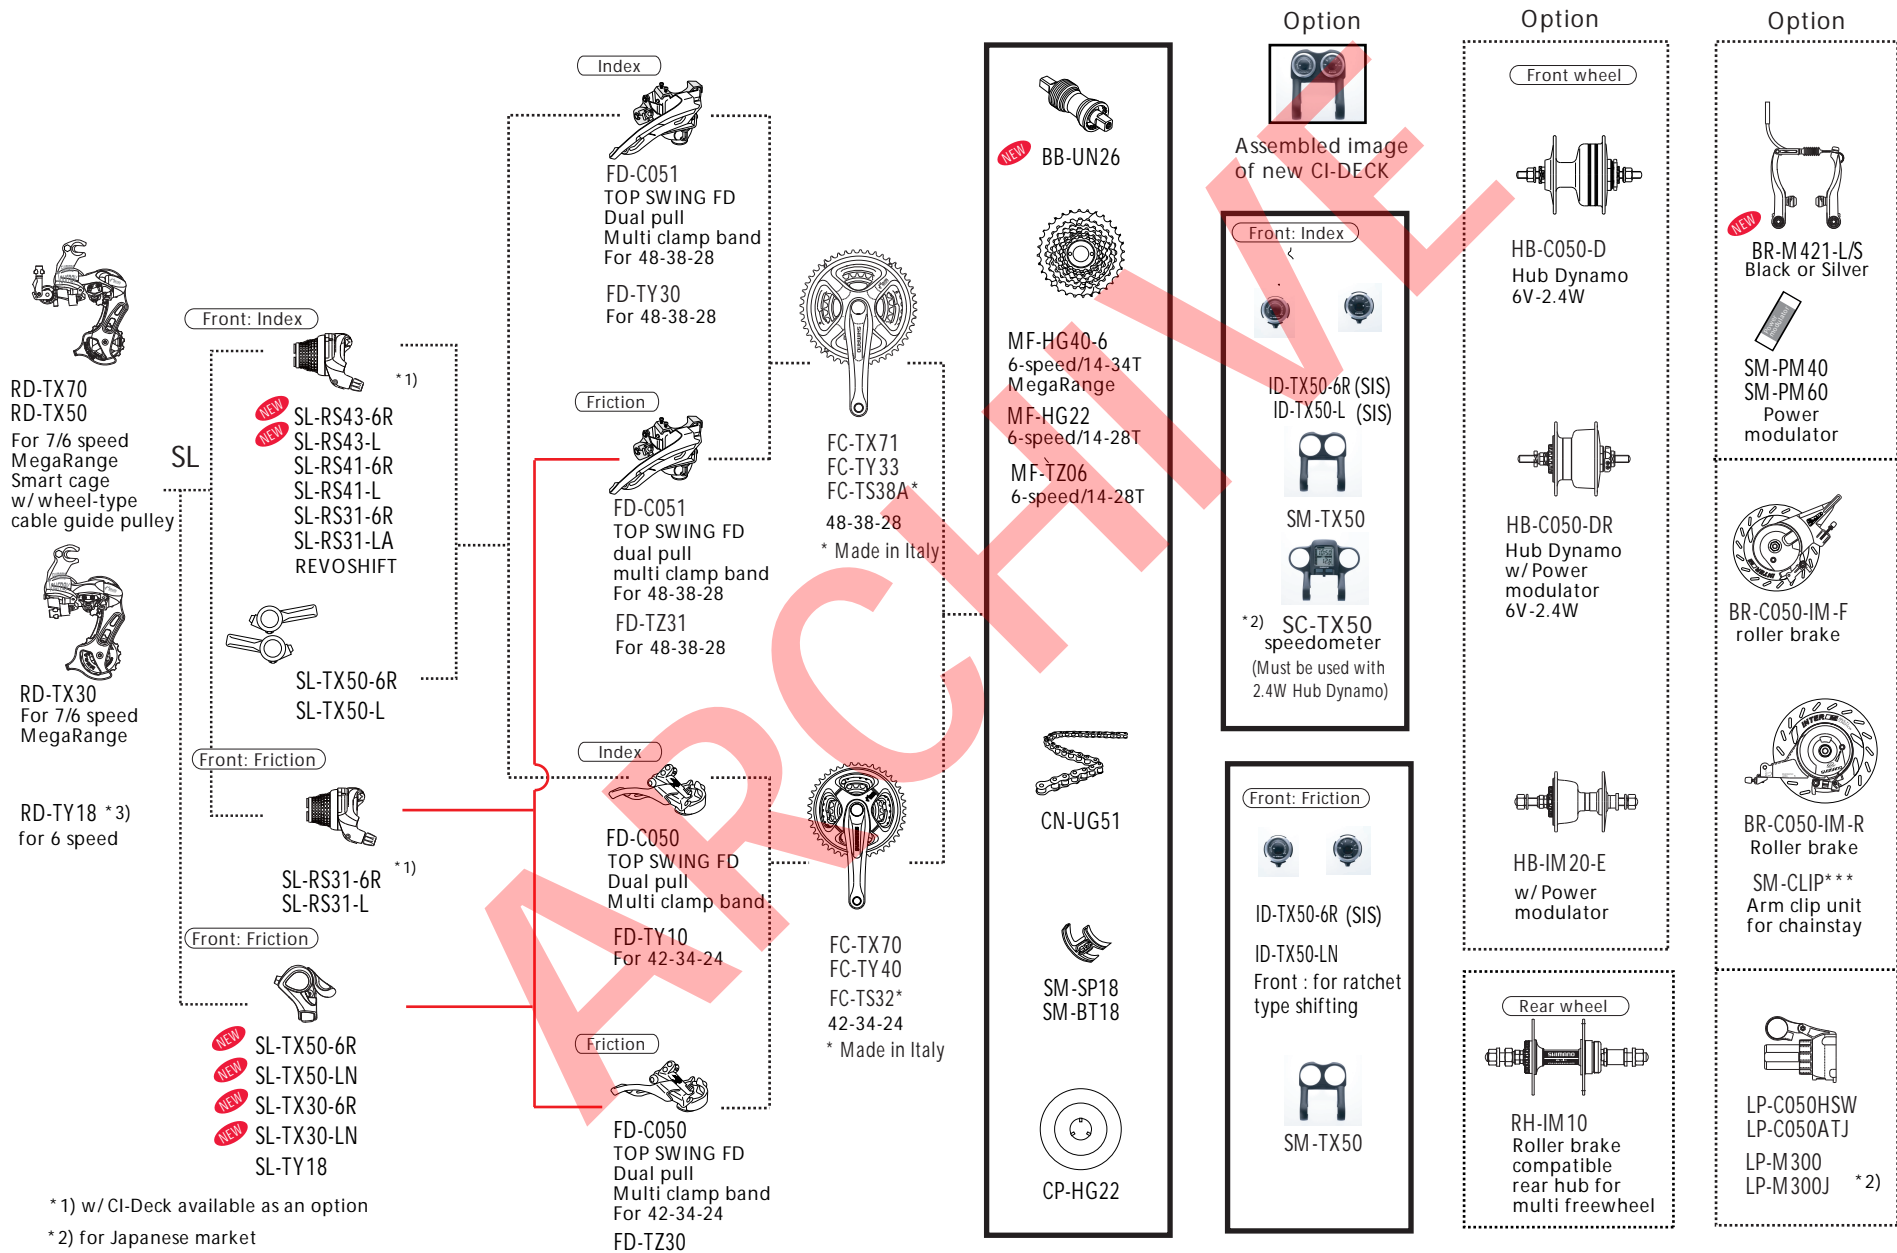 RD-TX70
RD-TX50
For 7/6 speed
MegaRange
Smart cage
w/ wheel-type
cable guide pulley
RD-TX30
For 7/6 speed
MegaRange
RD-TY18 *3)
for 6 speed
SL
Front: Index
*1)
NEW SL-RS43-6R
NEW SL-RS43-L
SL-RS41-6R
SL-RS41-L
SL-RS31-6R
SL-RS31-LA
REVOSHIFT
SL-TX50-6R
SL-TX50-L
Front: Friction
*1)
SL-RS31-6R
SL-RS31-L
Front: Friction
NEW SL-TX50-6R
NEW SL-TX50-LN
NEW SL-TX30-6R
NEW SL-TX30-LN
SL-TY18
*1) w/ CI-Deck available as an option
*2) for Japanese market
Index
FD-C051
TOP SWING FD
Dual pull
Multi clamp band
For 48-38-28
FD-TY30
For 48-38-28
Friction
FD-C051
TOP SWING FD
dual pull
multi clamp band
For 48-38-28
FD-TZ31
For 48-38-28
Index
FD-C050
TOP SWING FD
Dual pull
Multi clamp band
FD-TY10
For 42-34-24
Friction
FD-C050
TOP SWING FD
Dual pull
Multi clamp band
For 42-34-24
FD-TZ30
FC-TX71
FC-TY33
FC-TS38A*
48-38-28
* Made in Italy
FC-TX70
FC-TY40
FC-TS32*
42-34-24
* Made in Italy
NEW BB-UN26
MF-HG40-6
6-speed/14-34T
MegaRange
MF-HG22
6-speed/14-28T
MF-TZ06
6-speed/14-28T
CN-UG51
SM-SP18
SM-BT18
CP-HG22
Option
Assembled image
of new CI-DECK
Front: Index
ID-TX50-6R (SIS)
ID-TX50-L (SIS)
SM-TX50
*2) SC-TX50
speedometer
(Must be used with
2.4W Hub Dynamo)
Front: Friction
ID-TX50-6R (SIS)
ID-TX50-LN
Front : for ratchet
type shifting
SM-TX50
Option
Front wheel
HB-C050-D
Hub Dynamo
6V-2.4W
HB-C050-DR
Hub Dynamo
w/ Power
modulator
6V-2.4W
HB-IM20-E
w/ Power
modulator
Rear wheel
SHIMANO
RH-IM10
Roller brake
compatible
rear hub for
multi freewheel
Option
NEW
BR-M421-L/S
Black or Silver
SM-PM40
SM-PM60
Power
modulator
BR-C050-IM-F
roller brake
BR-C050-IM-R
Roller brake
SM-CLIP***
Arm clip unit
for chainstay
LP-C050HSW
LP-C050ATJ
LP-M300
LP-M300J *2)
ARCHIVE